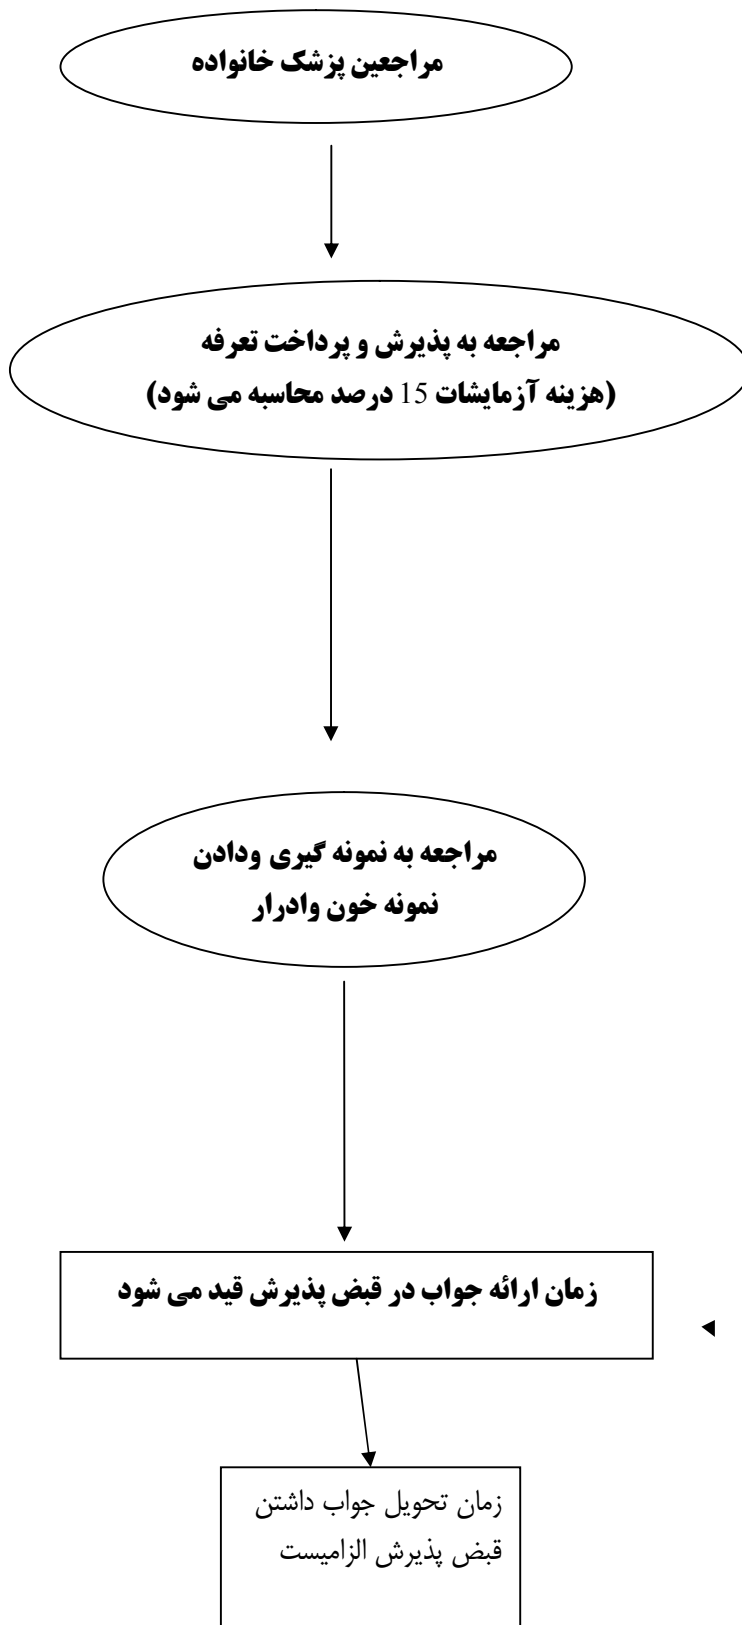 مراجعین پزشک خانواده
مراجعه به پذیرش و پرداخت تعرفه
(هزینه آزمایشات 15 درصد محاسبه می شود)
مراجعه به نمونه گیری ودادن
نمونه خون وادرار
زمان ارائه جواب در قبض پذیرش قید می شود
زمان تحویل جواب داشتن
قبض پذیرش الزامیست